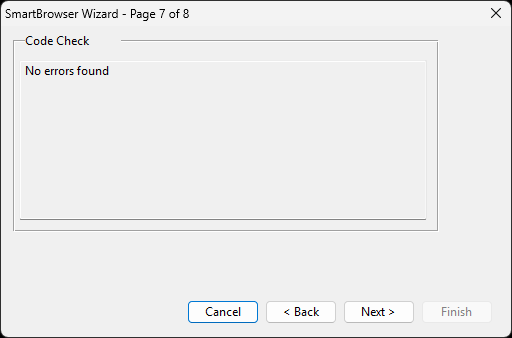 SmartBrowser Wizard - Page 7 of 8
Code Check
No errors found
Cancel
< Back
Next >
Finish